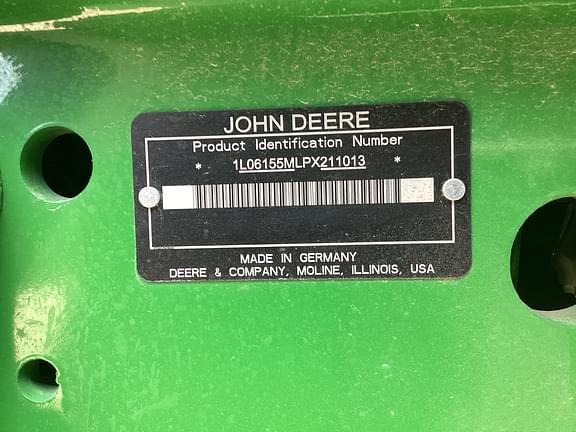 JOHN DEERE
Product Identification Number
* 1L06155MLPX211013 *
MADE IN GERMANY
DEERE & COMPANY, MOLINE, ILLINOIS, USA